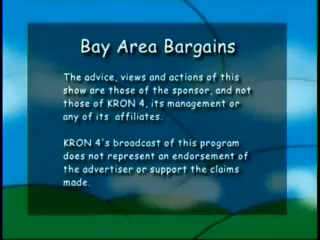 Bay Area Bargains
The advice, views and actions of this
show are those of the sponsor, and not
those of KRON 4, its management or
any of its affiliates.
KRON 4's broadcast of this program
does not represent an endorsement of
the advertiser or support the claims
made.